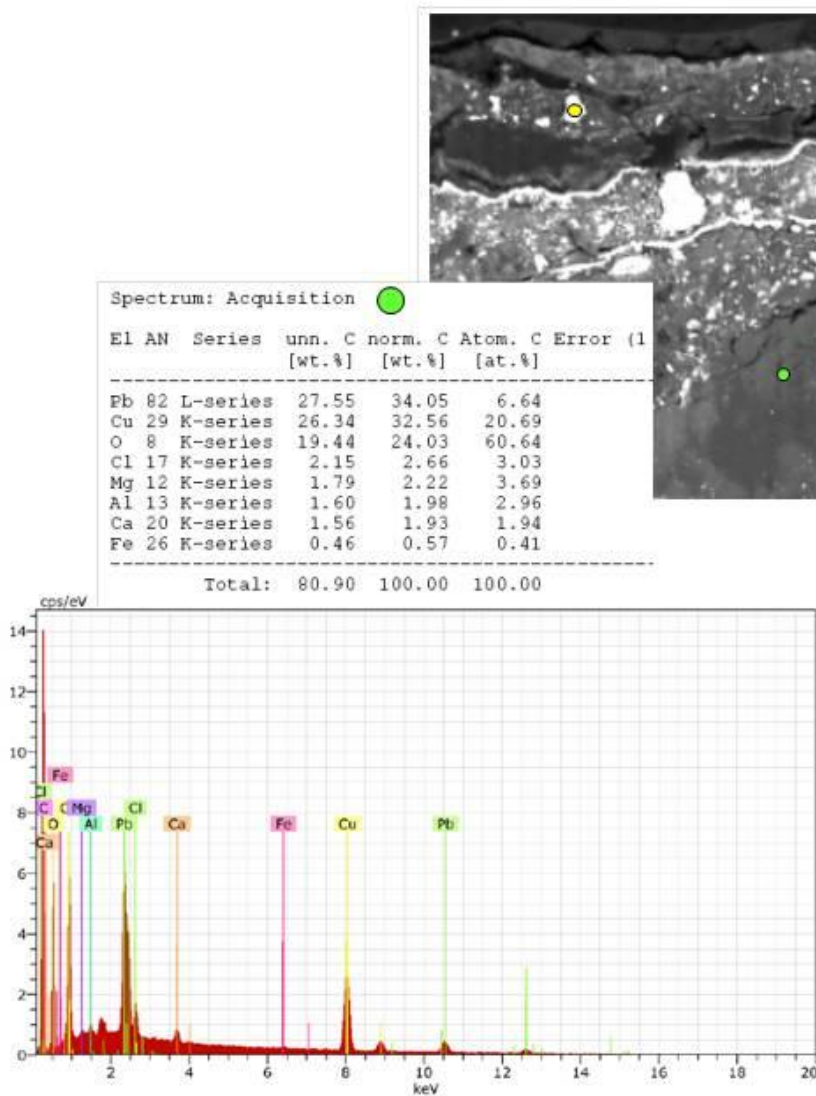 Spectrum: Acquisition
El AN Series unn. C norm. C Atom. C Error (1
[wt.%] [wt.%] [at.%]
Pb 82 L-series 27.55 34.05 6.64
Cu 29 K-series 26.34 32.56 20.69
O 8 K-series 19.44 24.03 60.64
Cl 17 K-series 2.15 2.66 3.03
Mg 12 K-series 1.79 2.22 3.69
Al 13 K-series 1.60 1.98 2.96
Ca 20 K-series 1.56 1.93 1.94
Fe 26 K-series 0.46 0.57 0.41
Total: 80.90 100.00 100.00
cps/eV
14
12
10
Fe
Cl
8 C C Mg Cl
O Al Pb Ca Fe Cu Pb
Ca
6
4
2
0
2 4 6 8 10 12 14 16 18 20
keV